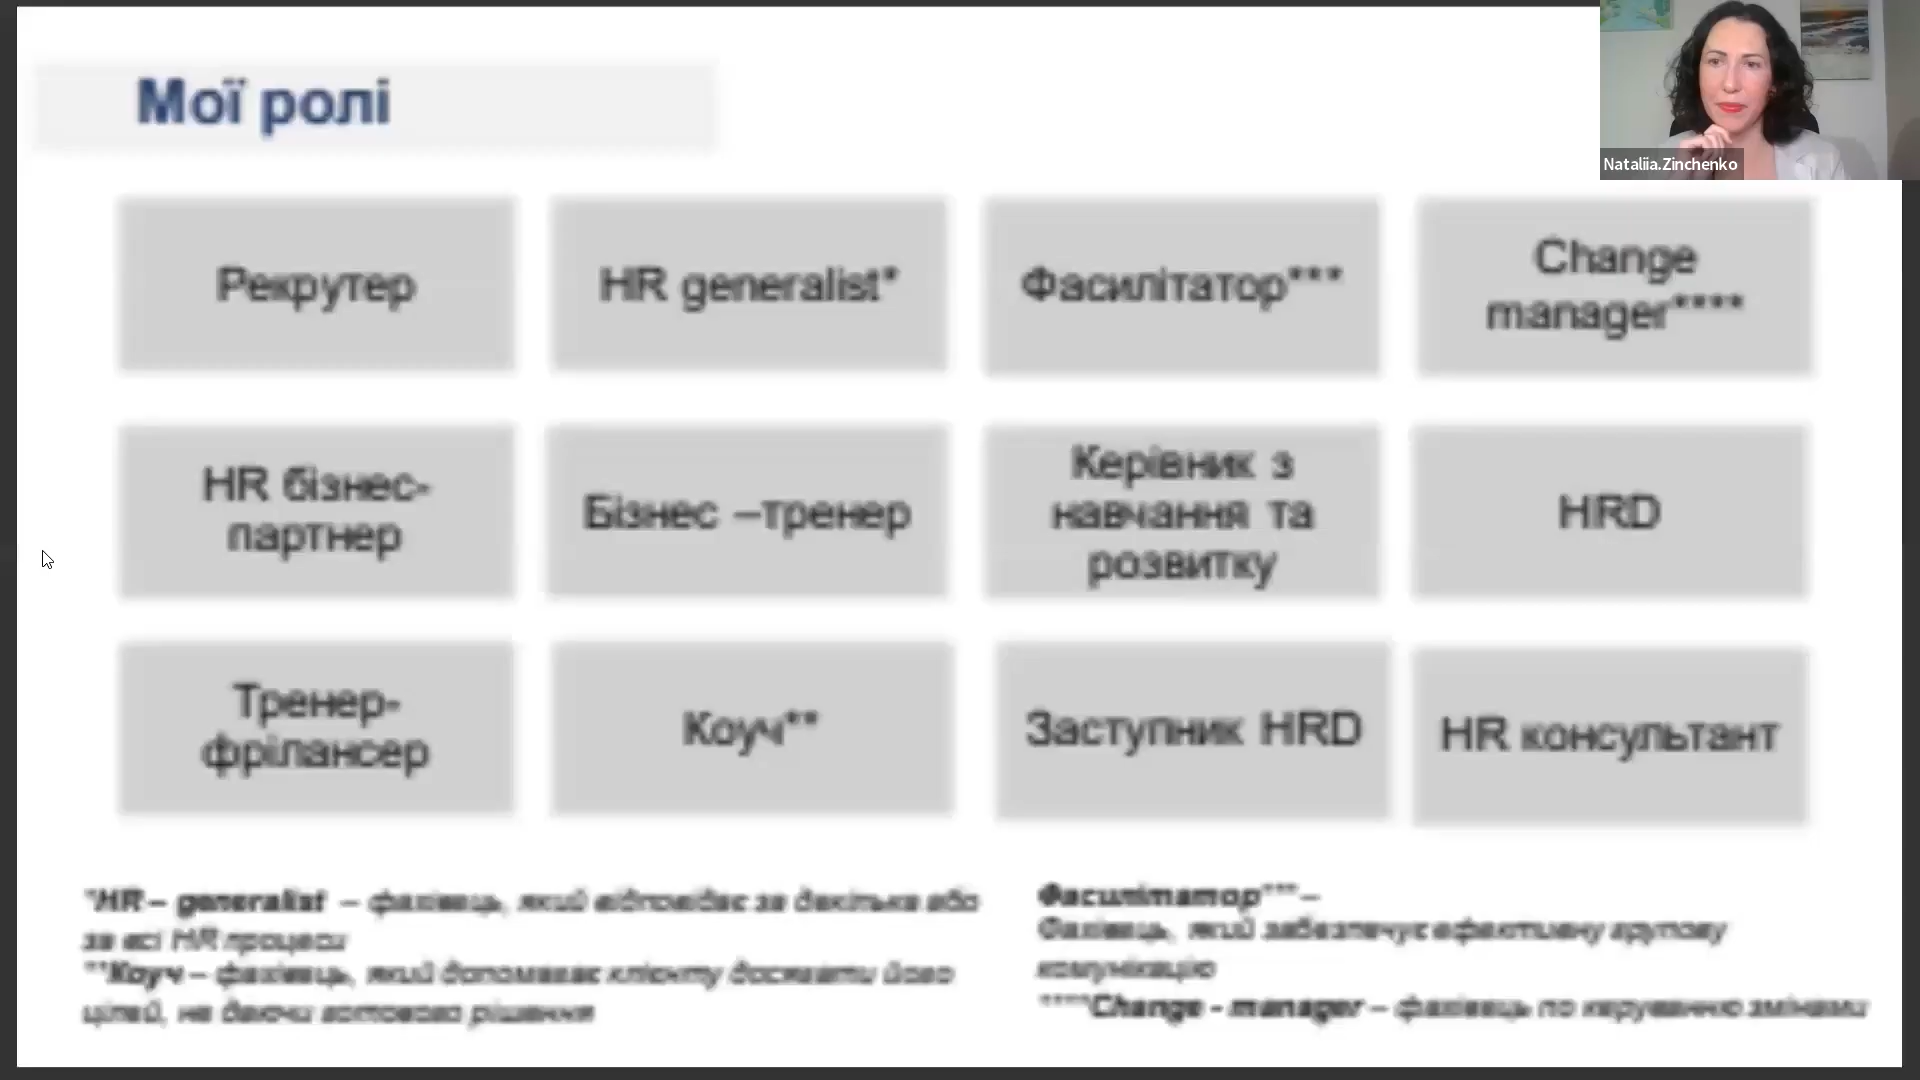 Мої ролі
Nataliia.Zinchenko
Рекрутер
HR generalist*
Фасилітатор***
Change
manager****
HR бізнес-
партнер
Бізнес –тренер
Керівник з
навчання та
розвитку
HRD
Тренер-
фрілансер
Коуч**
Заступник HRD
HR консультант
*HR – generalist – фахівець, який відповідає за декілька або
за всі HR процеси
**Коуч – фахівець, який допомагає клієнту досягати його
цілей, не даючи готового рішення
Фасилітатор*** –
Фахівець, який забезпечує ефективну групову
комунікацію
****Change - manager – фахівець по керуванню змінами